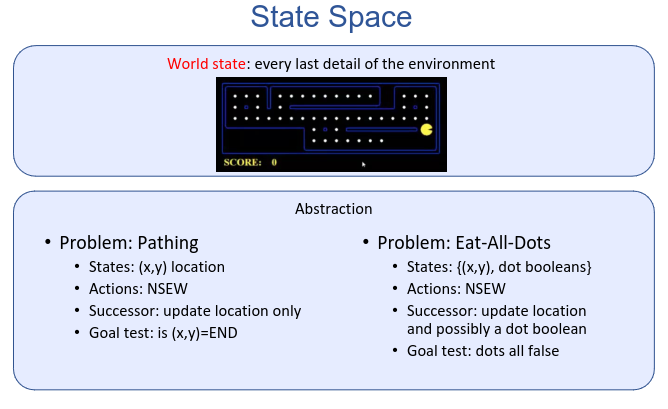 State Space
World state: every last detail of the environment
SCORE: 0
Abstraction
• Problem: Pathing
• States: (x,y) location
• Actions: NSEW
• Successor: update location only
• Goal test: is (x,y)=END
• Problem: Eat-All-Dots
• States: {(x,y), dot booleans}
• Actions: NSEW
• Successor: update location
and possibly a dot boolean
• Goal test: dots all false